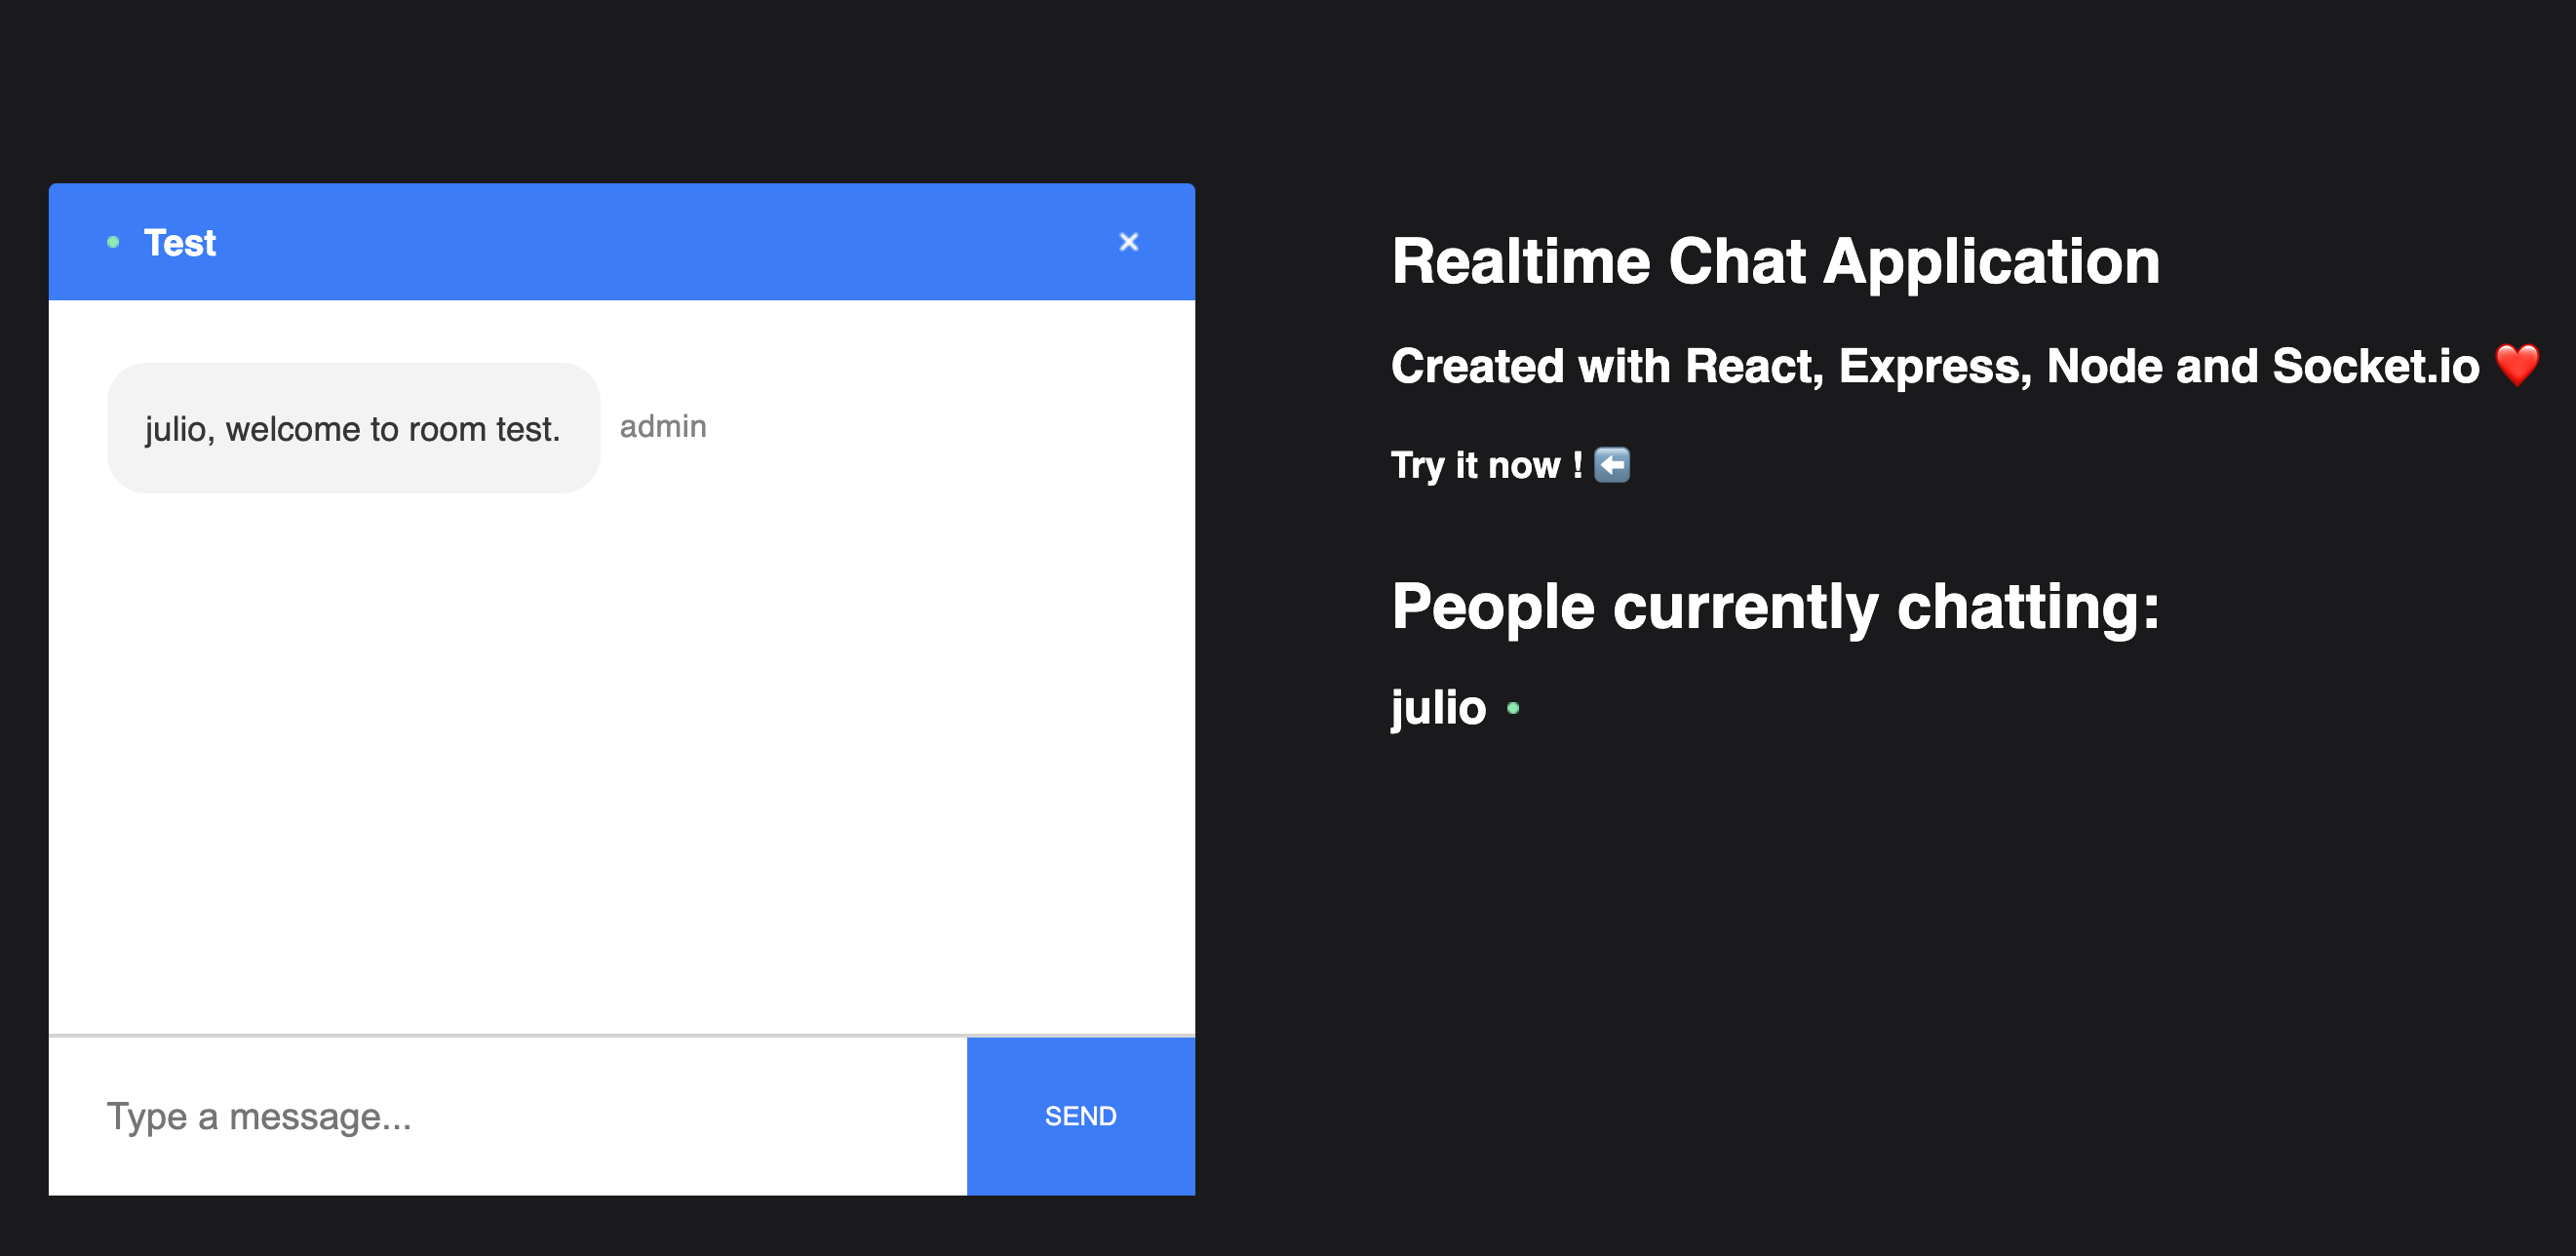 Test
julio, welcome to room test.
admin
Type a message...
SEND
Realtime Chat Application
Created with React, Express, Node and Socket.io ❤️
Try it now ! ⬅️
People currently chatting:
julio